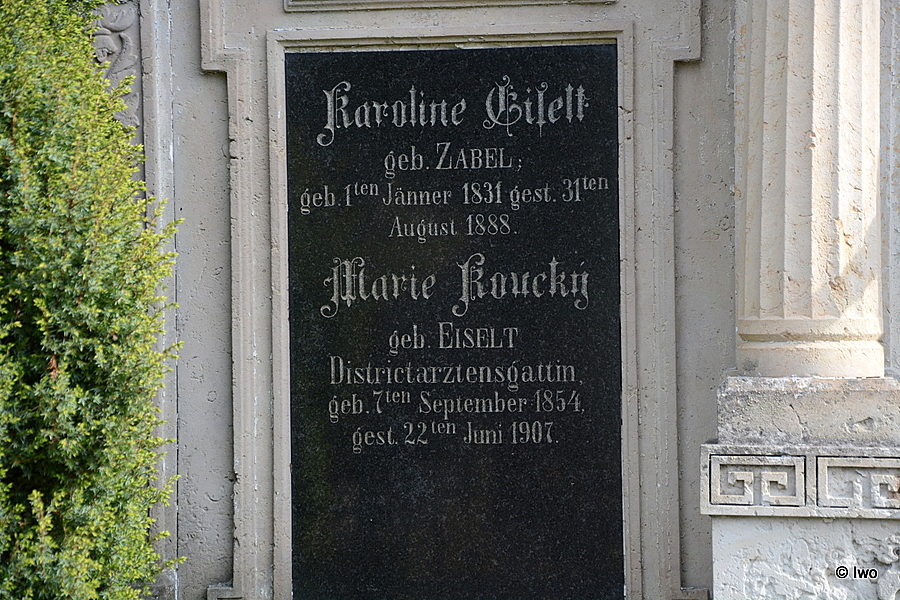 Karoline Eiselt
geb. ZABEL;
geb. 1ten Jänner 1831 gest. 31ten
August 1888.
Marie Koucký
geb. EISELT
Districtarztensgattin,
geb. 7ten September 1854,
gest. 22ten Juni 1907.
© Iwo